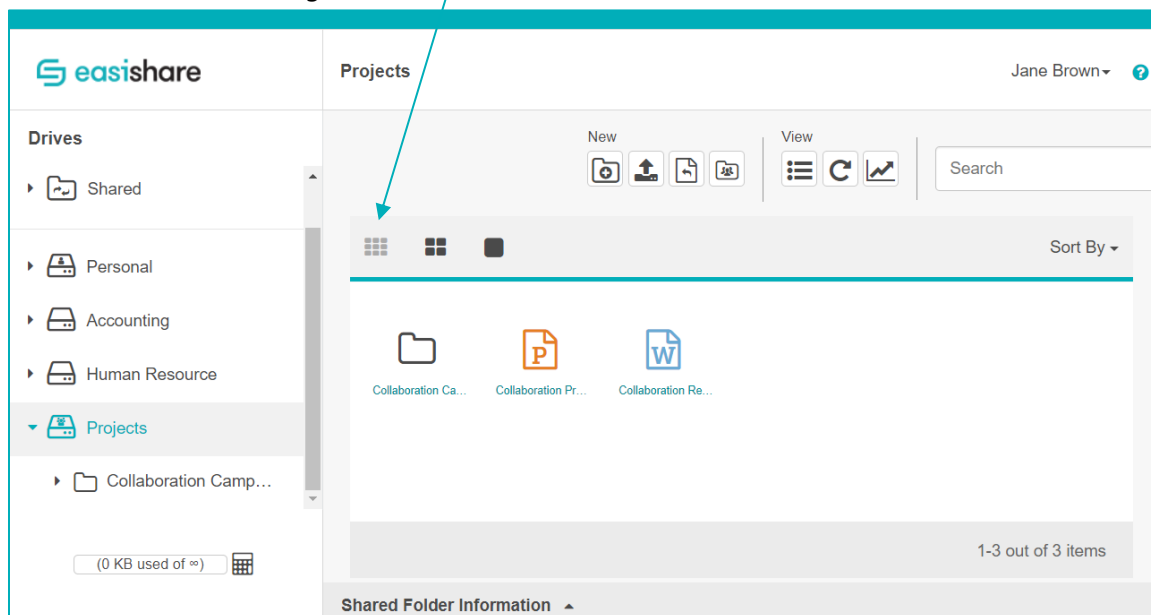 easishare
Projects
Jane Brown
?
Drives
New
View
Shared
Search
Personal
Sort By
Accounting
Human Resource
P
W
Collaboration Ca...
Collaboration Pr...
Collaboration Re...
Projects
Collaboration Camp...
(0 KB used of ∞)
1-3 out of 3 items
Shared Folder Information